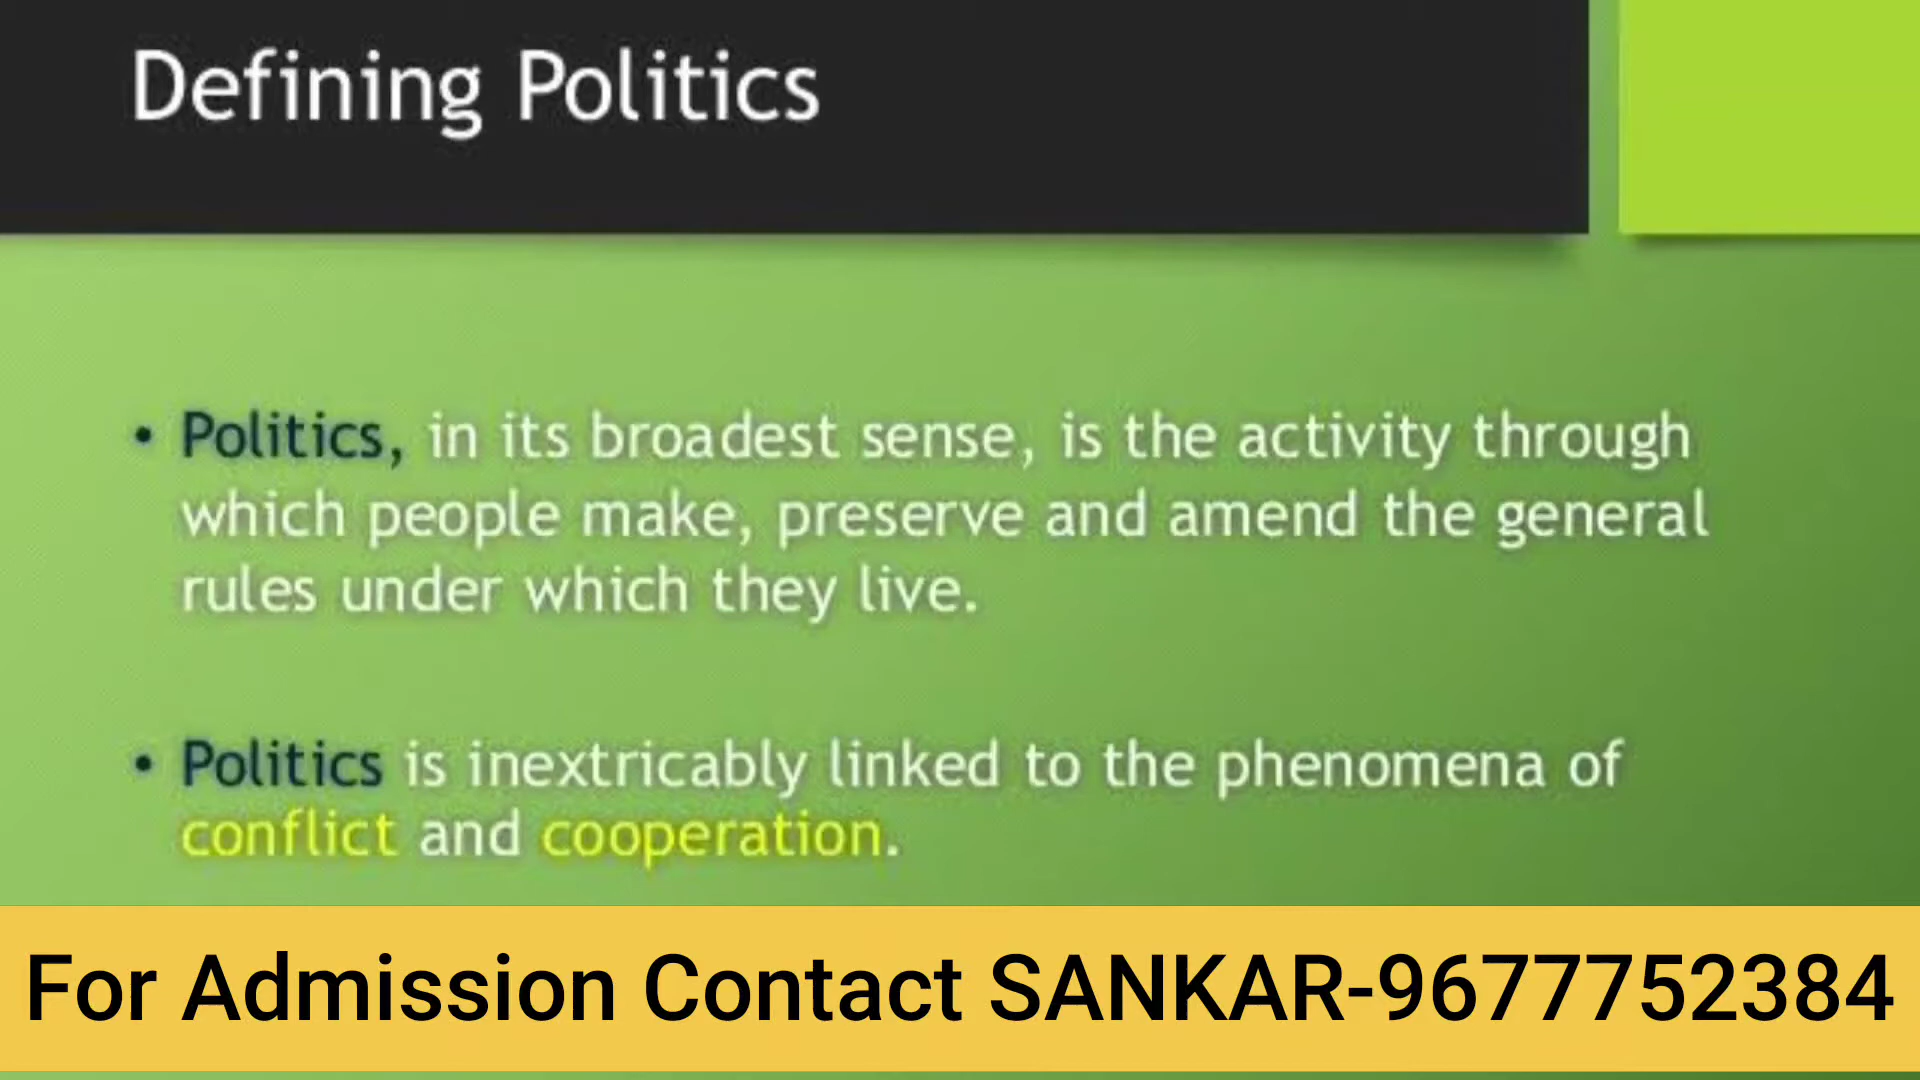 Defining Politics
• Politics, in its broadest sense, is the activity through
which people make, preserve and amend the general
rules under which they live.
• Politics is inextricably linked to the phenomena of
conflict and cooperation.
For Admission Contact SANKAR-9677752384